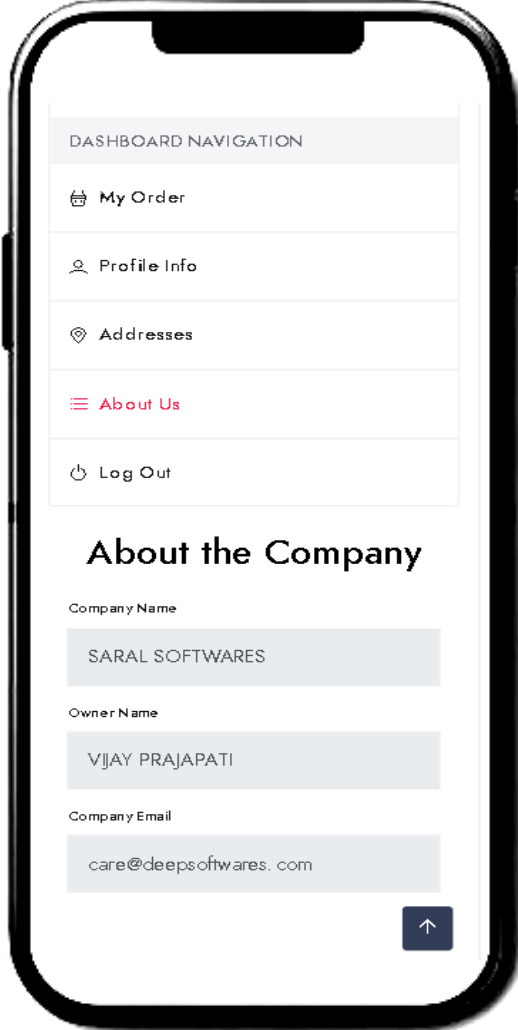 DASHBOARD NAVIGATION
My Order
Profile Info
Addresses
About Us
Log Out
About the Company
Company Name
SARAL SOFTWARES
Owner Name
VIJAY PRAJAPATI
Company Email
care@deepsoftwares. com